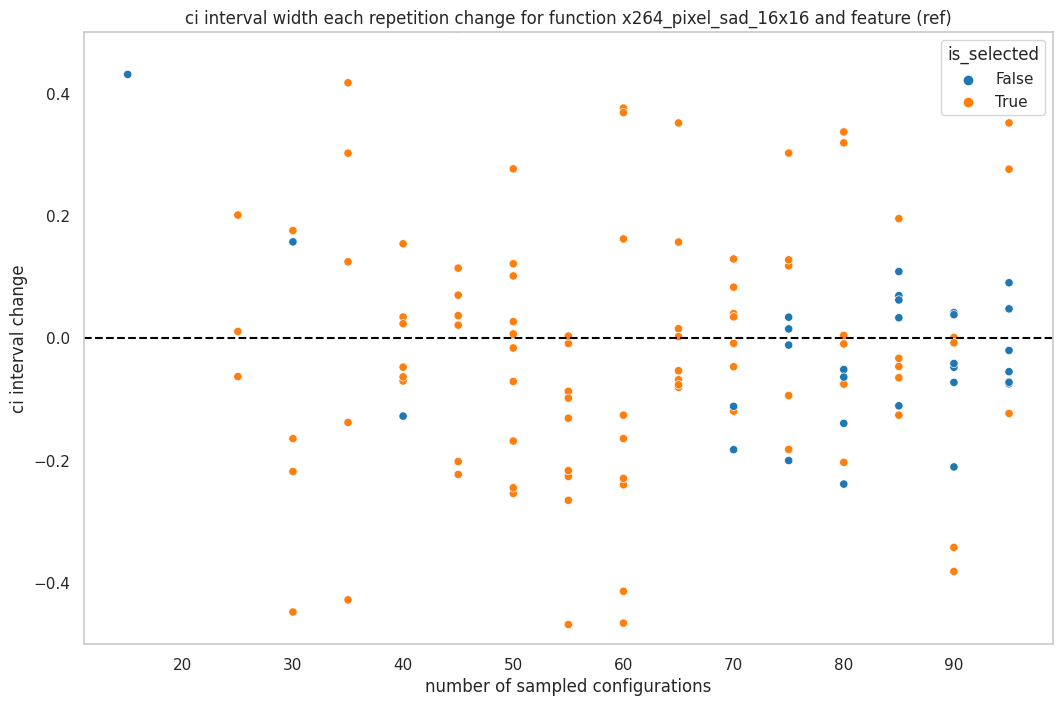 ci interval width each repetition change for function x264_pixel_sad_16x16 and feature (ref)
is_selected
False
True
0.4
0.2
0.0
−0.2
−0.4
ci interval change
20 30 40 50 60 70 80 90
number of sampled configurations